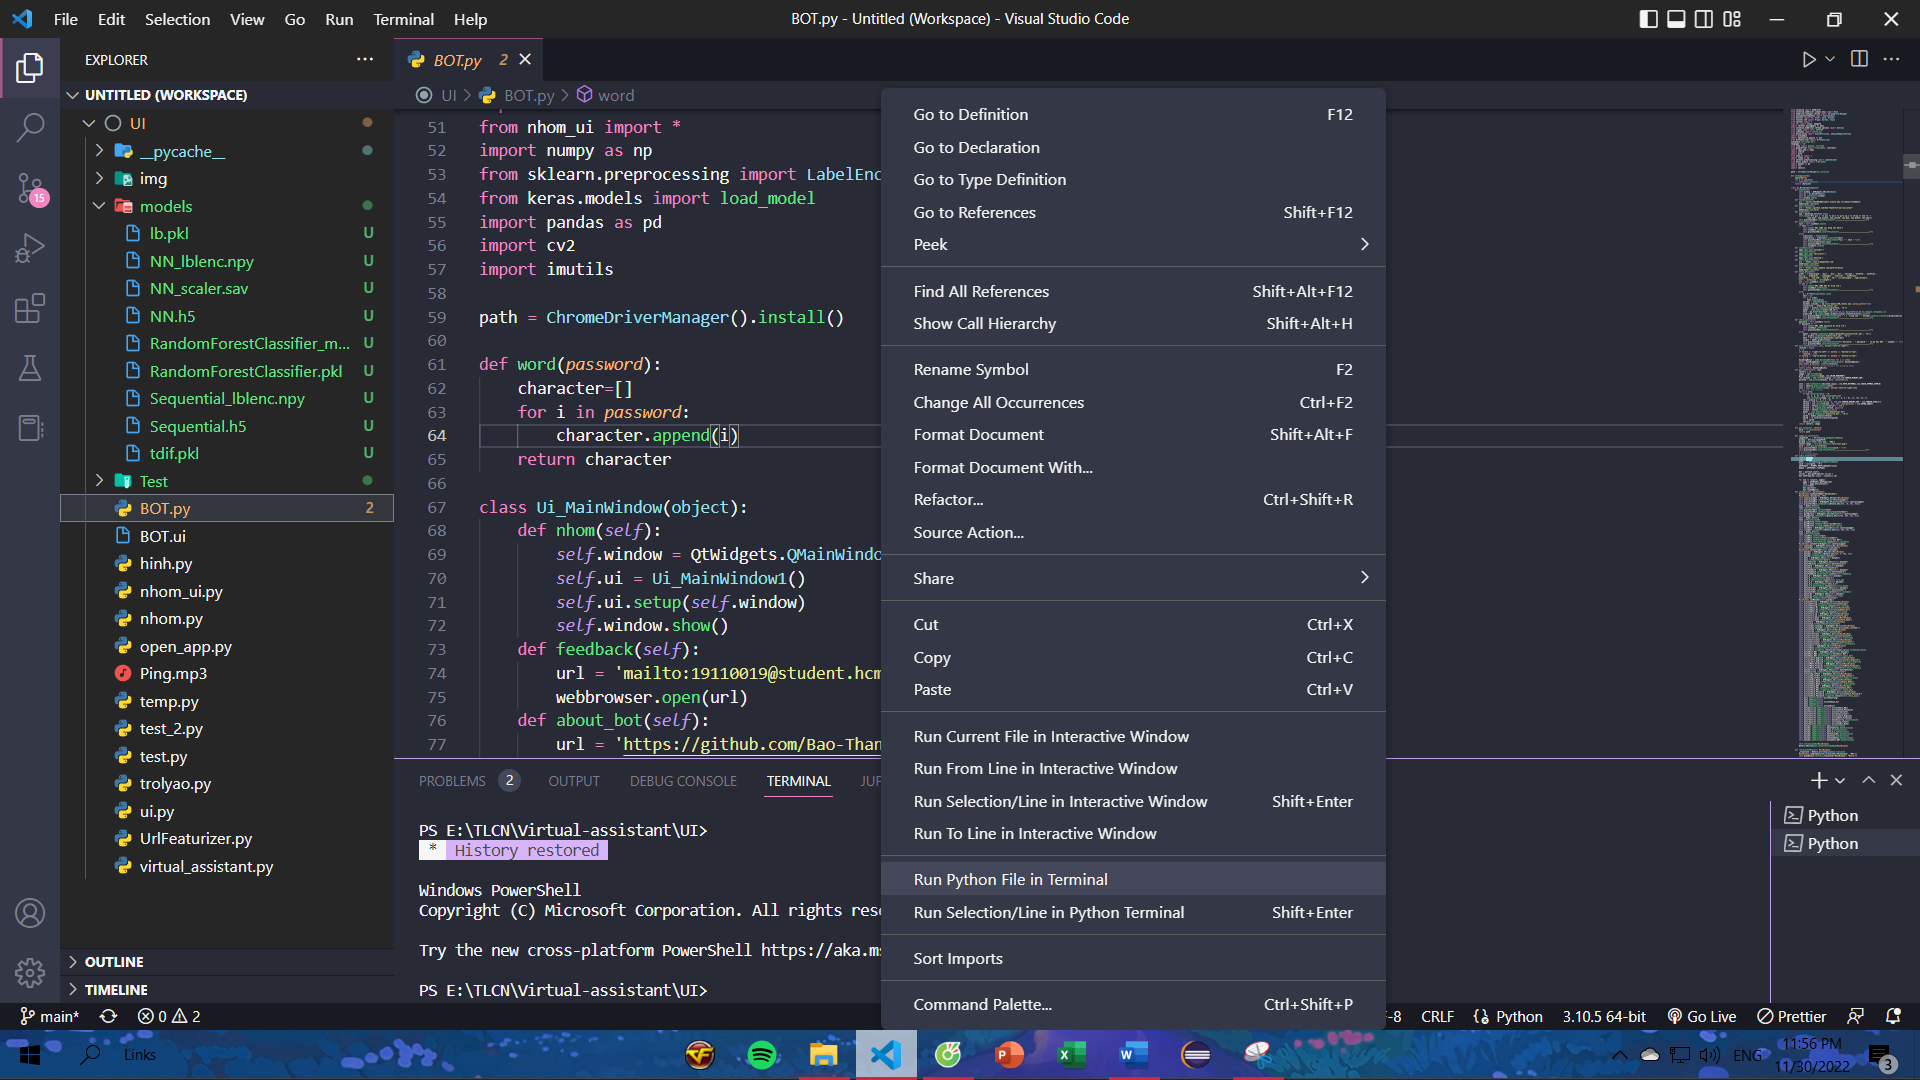 File Edit Selection View Go Run Terminal Help
BOT.py - Untitled (Workspace) - Visual Studio Code
EXPLORER
UNTITLED (WORKSPACE)
UI
__pycache__
img
models
lb.pkl U
NN_lblenc.npy U
NN_scaler.sav U
NN.h5 U
RandomForestClassifier_m... U
RandomForestClassifier.pkl U
Sequential_lblenc.npy U
Sequential.h5 U
tdif.pkl U
Test
BOT.py 2
BOT.ui
hinh.py
nhom_ui.py
nhom.py
open_app.py
Ping.mp3
temp.py
test_2.py
test.py
trolyao.py
ui.py
UrlFeaturizer.py
virtual_assistant.py
OUTLINE
TIMELINE
15
BOT.py 2
UI > BOT.py > word
51 from nhom_ui import *
52 import numpy as np
53 from sklearn.preprocessing import LabelEnc
54 from keras.models import load_model
55 import pandas as pd
56 import cv2
57 import imutils
58
59 path = ChromeDriverManager().install()
60
61 def word(password):
62 character=[]
63 for i in password:
64 character.append(i)
65 return character
66
67 class Ui_MainWindow(object):
68 def nhom(self):
69 self.window = QtWidgets.QMainWindo
70 self.ui = Ui_MainWindow1()
71 self.ui.setup(self.window)
72 self.window.show()
73 def feedback(self):
74 url = 'mailto:19110019@student.hcm
75 webbrowser.open(url)
76 def about_bot(self):
77 url = 'https://github.com/Bao-Than
Go to Definition F12
Go to Declaration
Go to Type Definition
Go to References Shift+F12
Peek
Find All References Shift+Alt+F12
Show Call Hierarchy Shift+Alt+H
Rename Symbol F2
Change All Occurrences Ctrl+F2
Format Document Shift+Alt+F
Format Document With...
Refactor... Ctrl+Shift+R
Source Action...
Share
Cut Ctrl+X
Copy Ctrl+C
Paste Ctrl+V
Run Current File in Interactive Window
Run From Line in Interactive Window
Run Selection/Line in Interactive Window Shift+Enter
Run To Line in Interactive Window
Run Python File in Terminal
Run Selection/Line in Python Terminal Shift+Enter
Sort Imports
Command Palette... Ctrl+Shift+P
PROBLEMS 2 OUTPUT DEBUG CONSOLE TERMINAL JUP
PS E:\TLCN\Virtual-assistant\UI>
* History restored
Windows PowerShell
Copyright (C) Microsoft Corporation. All rights rese
Try the new cross-platform PowerShell https://aka.ms
PS E:\TLCN\Virtual-assistant\UI>
Python
Python
main* 0 2
-8 CRLF Python 3.10.5 64-bit Go Live Prettier
Links
ENG
11:56 PM
11/30/2022
3